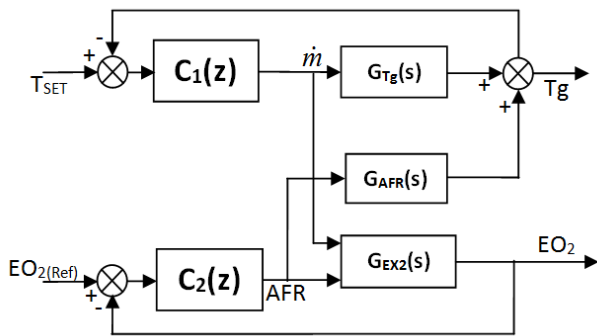 -
+
T_SET
C₁(z)
ṁ
G_Tg(s)
+
+
Tg
G_AFR(s)
EO₂(Ref)
+
-
C₂(z)
AFR
G_EX2(s)
EO₂